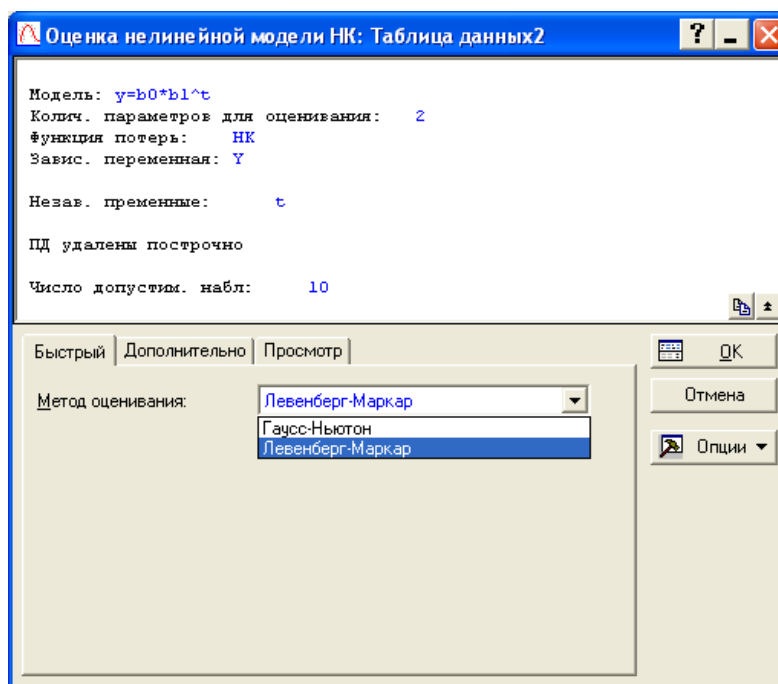 Оценка нелинейной модели НК: Таблица данных2
Модель: y=b0*b1^t
Колич. параметров для оценивания: 2
Функция потерь: НК
Завис. переменная: Y
Незав. пременные: t
ПД удалены построчно
Число допустим. набл: 10
Быстрый Дополнительно Просмотр
OK
Метод оценивания: Левенберг-Маркар
Отмена
Гаусс-Ньютон
Левенберг-Маркар
Опции